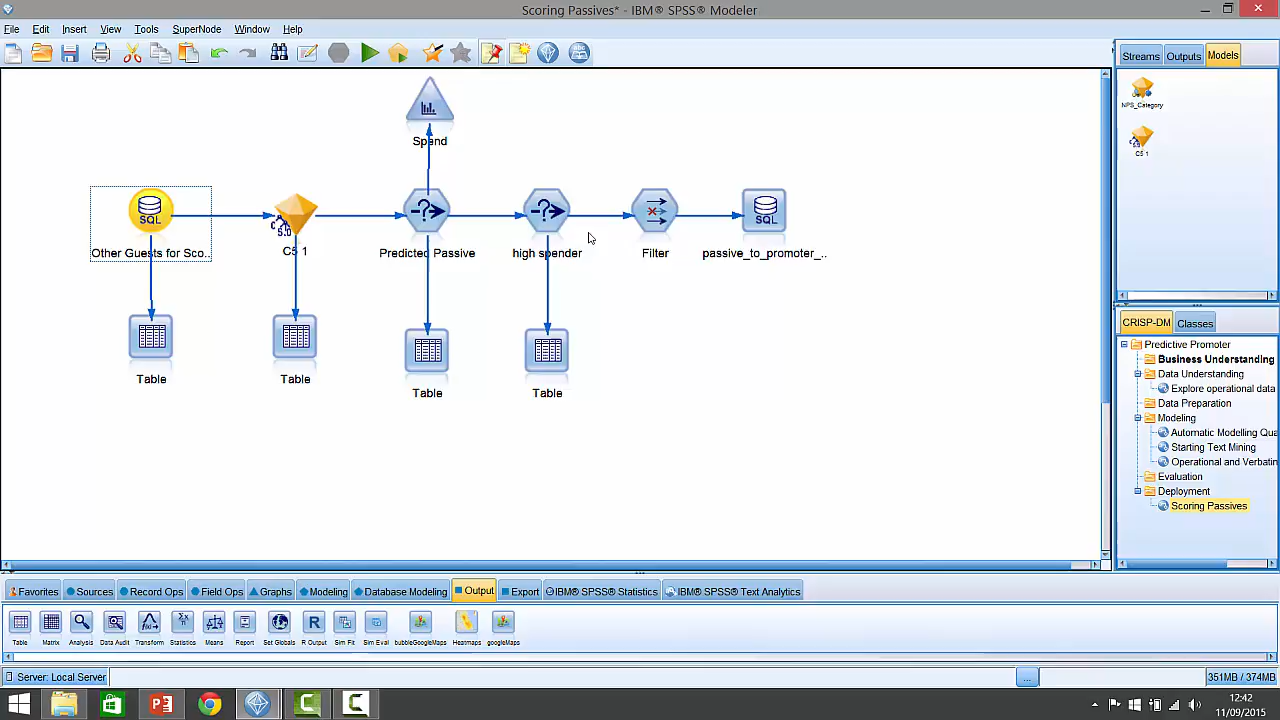 Scoring Passives* - IBM® SPSS® Modeler
File Edit Insert View Tools SuperNode Window Help
Streams Outputs Models
NPS_Category
C5 1
Spend
SQL
C5.0
SQL
Other Guests for Sco..
C5 1
Predicted Passive
high spender
Filter
passive_to_promoter_..
Table
Table
Table
Table
CRISP-DM Classes
Predictive Promoter
Business Understanding
Data Understanding
Explore operational data
Data Preparation
Modeling
Automatic Modelling Qua
Starting Text Mining
Operational and Verbatin
Evaluation
Deployment
Scoring Passives
Favorites Sources Record Ops Field Ops Graphs Modeling Database Modeling Output Export IBM® SPSS® Statistics IBM® SPSS® Text Analytics
Table Matrix Analysis Data Audit Transform Statistics Means Report Set Globals R Output Sim Fit Sim Eval bubbleGoogleMaps Heatmaps googleMaps
Server: Local Server
...
351MB / 374MB
12:42
11/09/2015